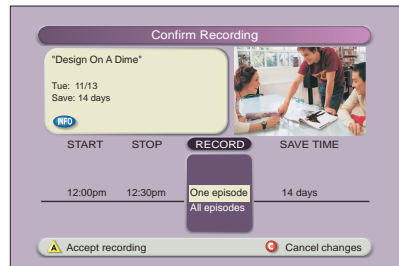 Confirm Recording
"Design On A Dime"
Tue: 11/13
Save: 14 days
INFO
START STOP RECORD SAVE TIME
12:00pm 12:30pm One episode 14 days
All episodes
A Accept recording C Cancel changes